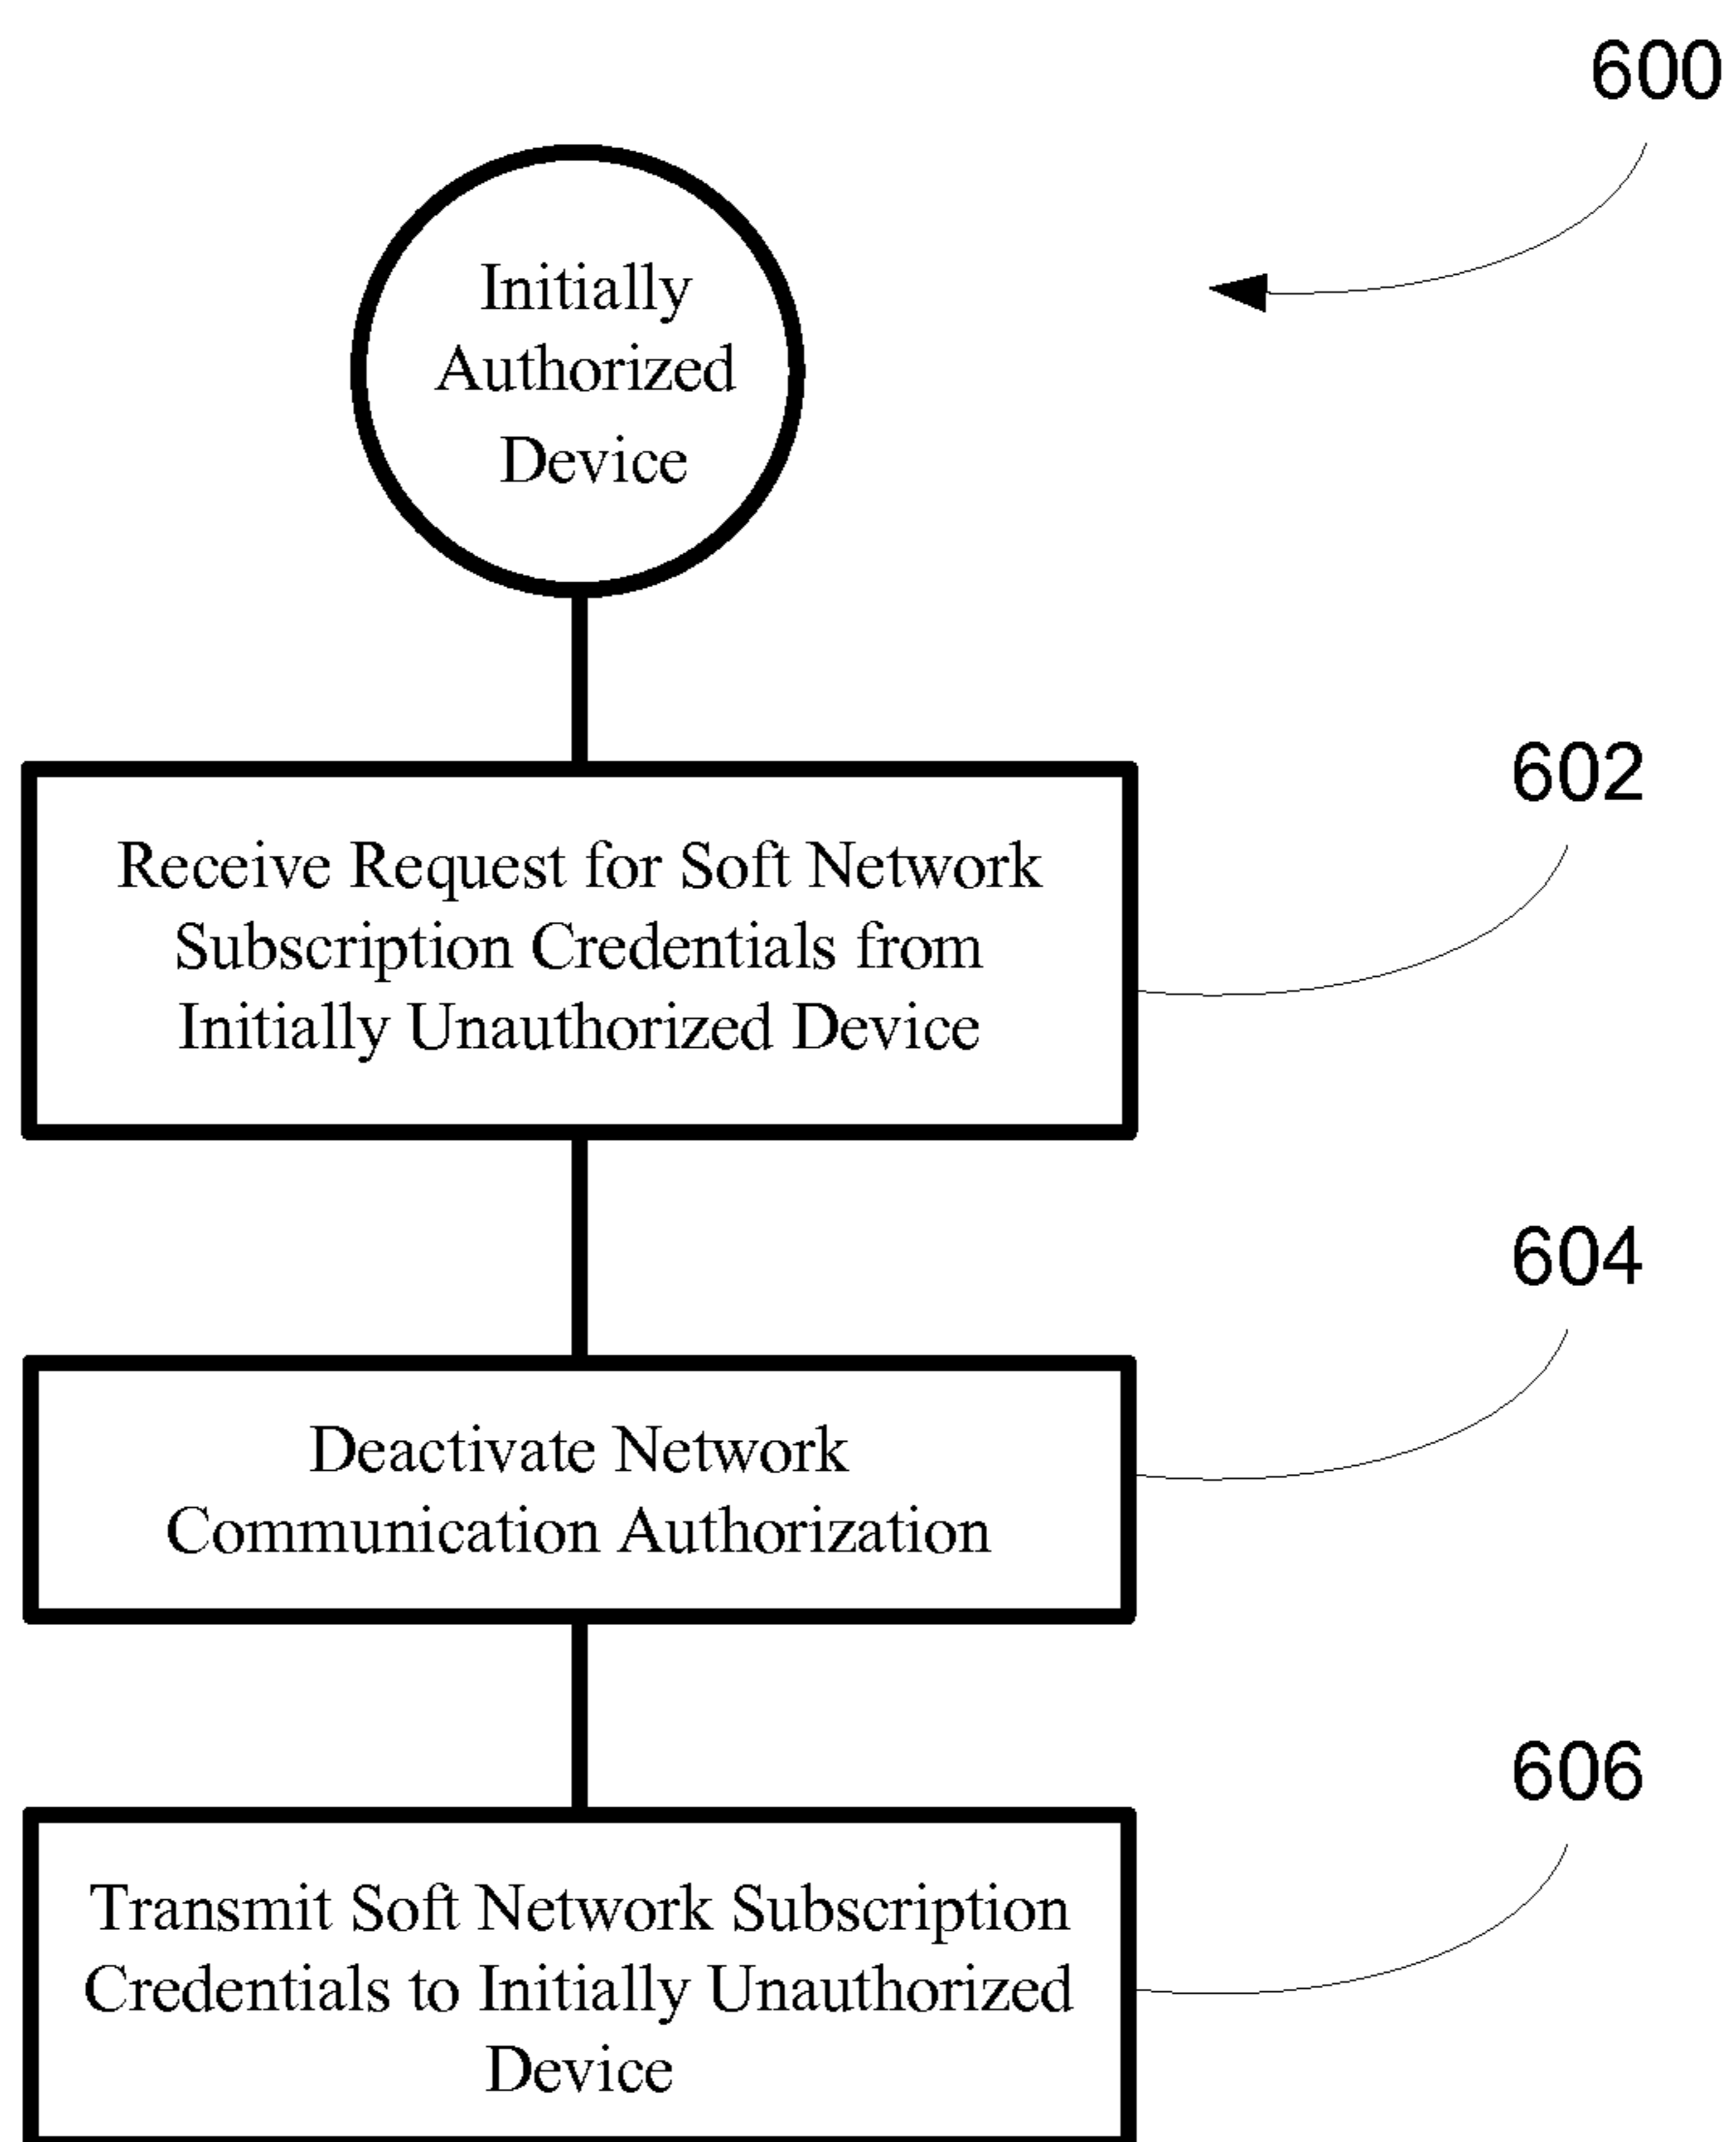 600
Initially
Authorized
Device
602
Receive Request for Soft Network
Subscription Credentials from
Initially Unauthorized Device
604
Deactivate Network
Communication Authorization
606
Transmit Soft Network Subscription
Credentials to Initially Unauthorized
Device